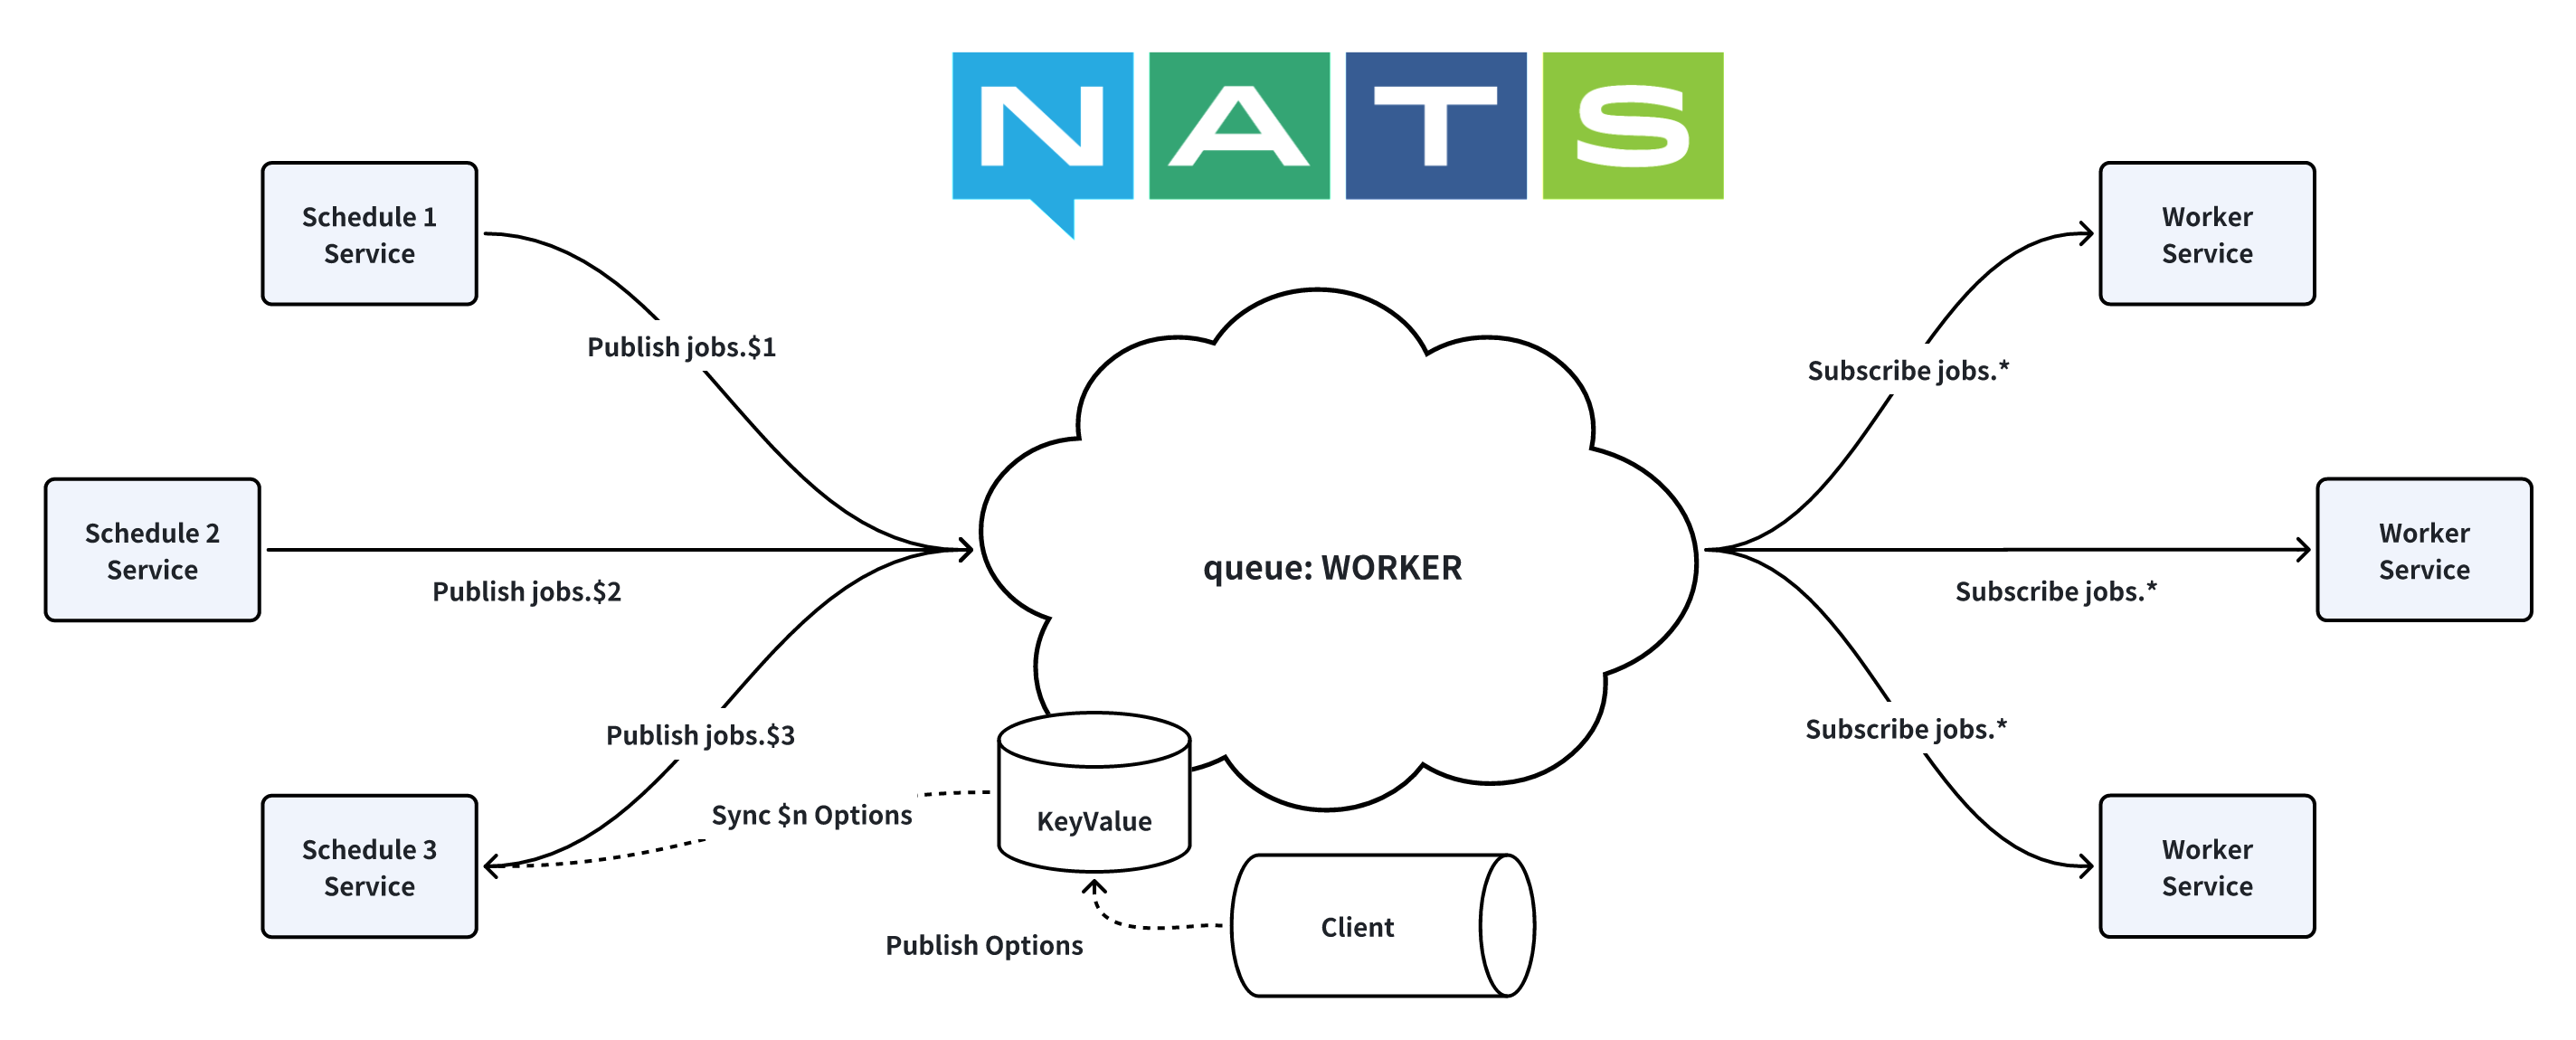 NATS
Schedule 1
Service
Publish jobs.$1
Schedule 2
Service
Publish jobs.$2
Schedule 3
Service
Publish jobs.$3
Sync $n Options
queue: WORKER
KeyValue
Publish Options
Client
Subscribe jobs.*
Worker
Service
Subscribe jobs.*
Worker
Service
Subscribe jobs.*
Worker
Service